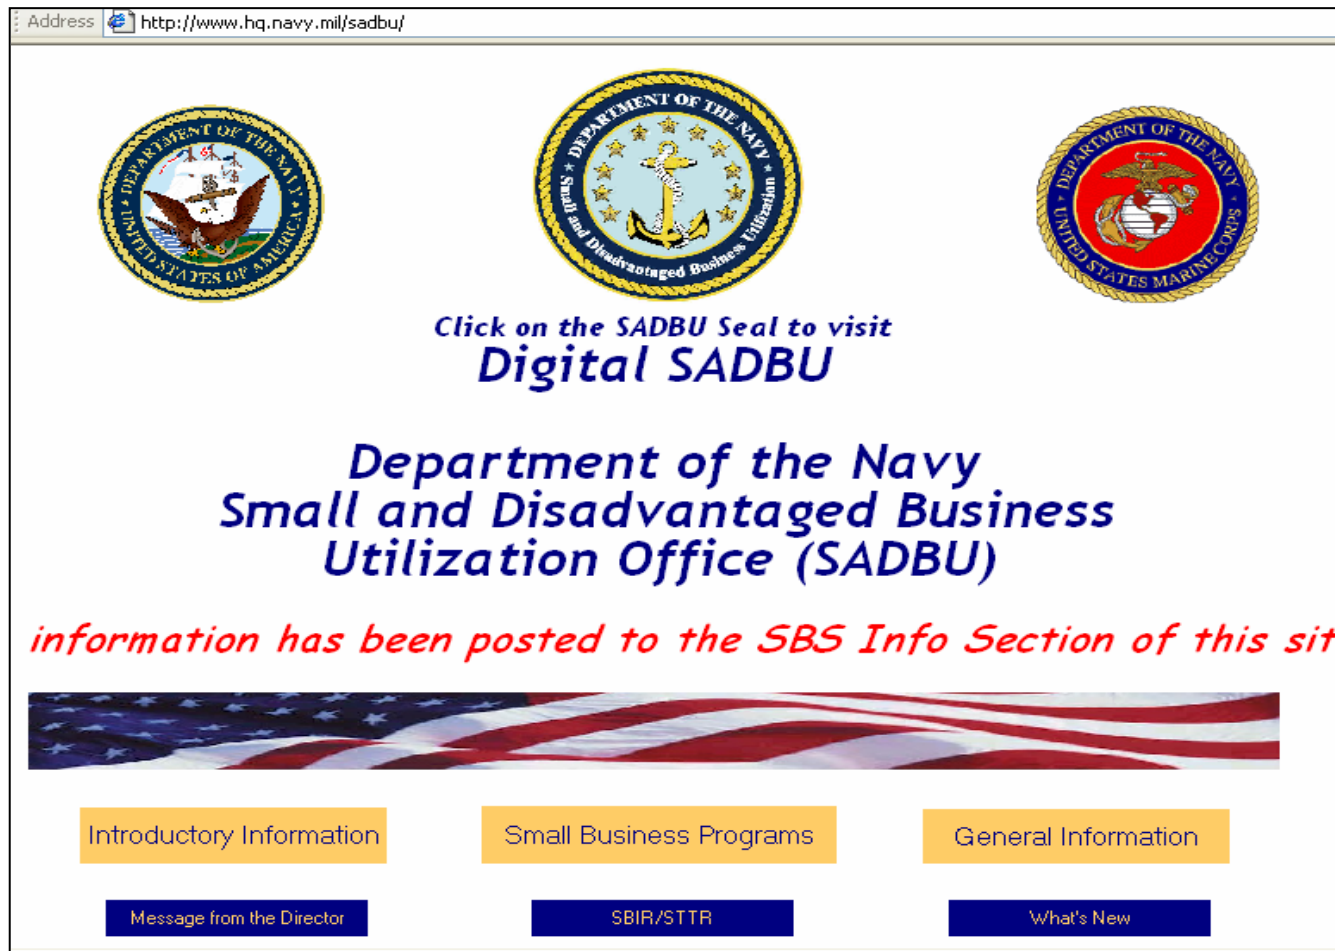 Address http://www.hq.navy.mil/sadbu/
DEPARTMENT OF THE NAVY
UNITED STATES OF AMERICA
DEPARTMENT OF THE NAVY
Small and Disadvantaged Business Utilization
DEPARTMENT OF THE NAVY
UNITED STATES MARINE CORPS
Click on the SADBU Seal to visit
Digital SADBU
Department of the Navy
Small and Disadvantaged Business
Utilization Office (SADBU)
information has been posted to the SBS Info Section of this sit
Introductory Information Small Business Programs General Information
Message from the Director SBIR/STTR What's New